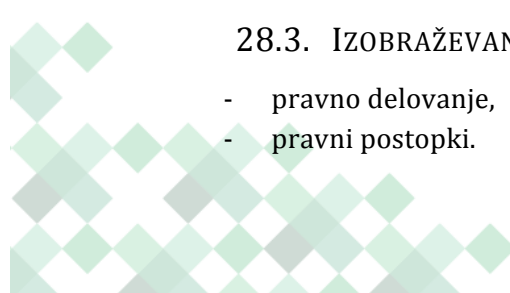 28.3. IZOBRAŽEVAN
- pravno delovanje,
- pravni postopki.